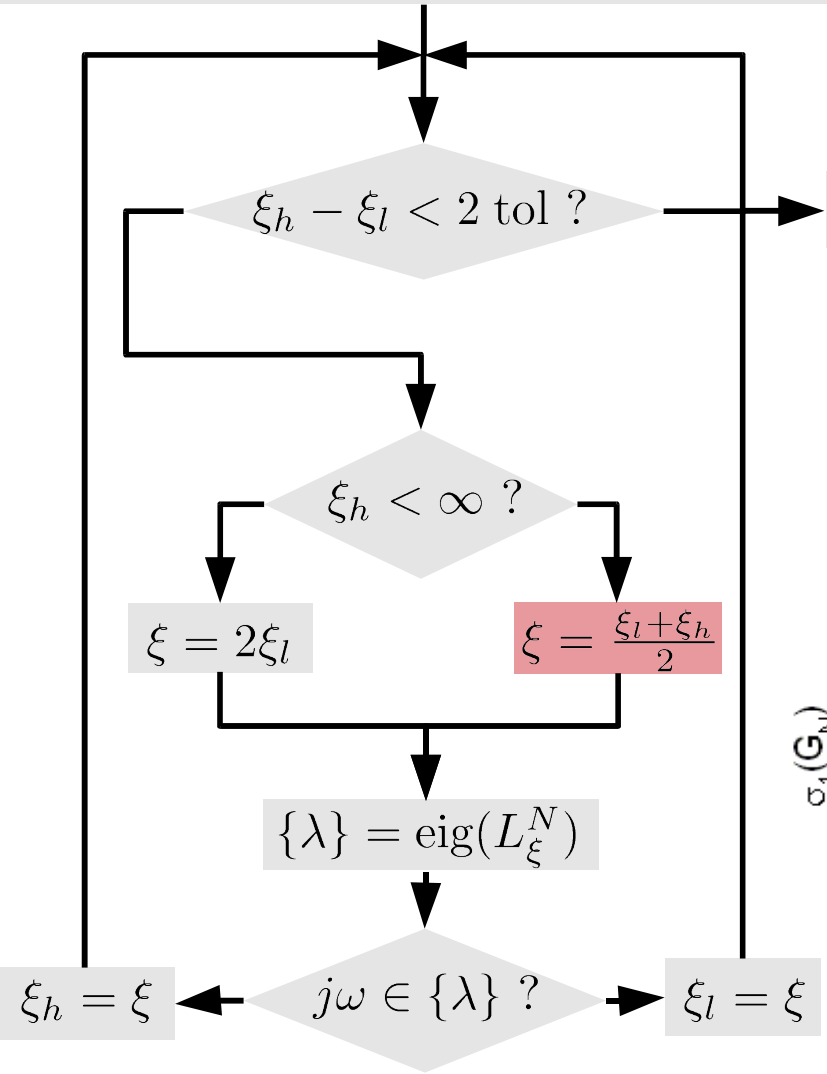 ξ_h − ξ_l < 2 tol ?
ξ_h < ∞ ?
ξ = 2ξ_l
ξ = (ξ_l+ξ_h)/2
{λ} = eig(L_ξ^N)
jω ∈ {λ} ?
ξ_h = ξ
ξ_l = ξ